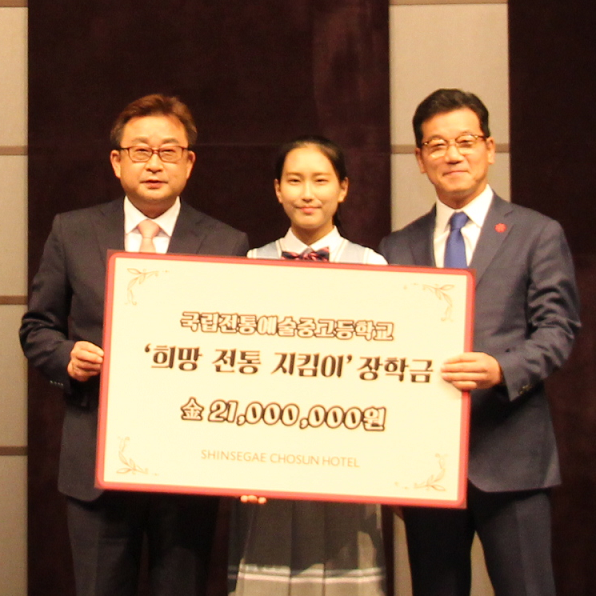 국립전통예술중고등학교
‘희망 전통 지킴이’ 장학금
金 21,000,000원
SHINSEGAE CHOSUN HOTEL